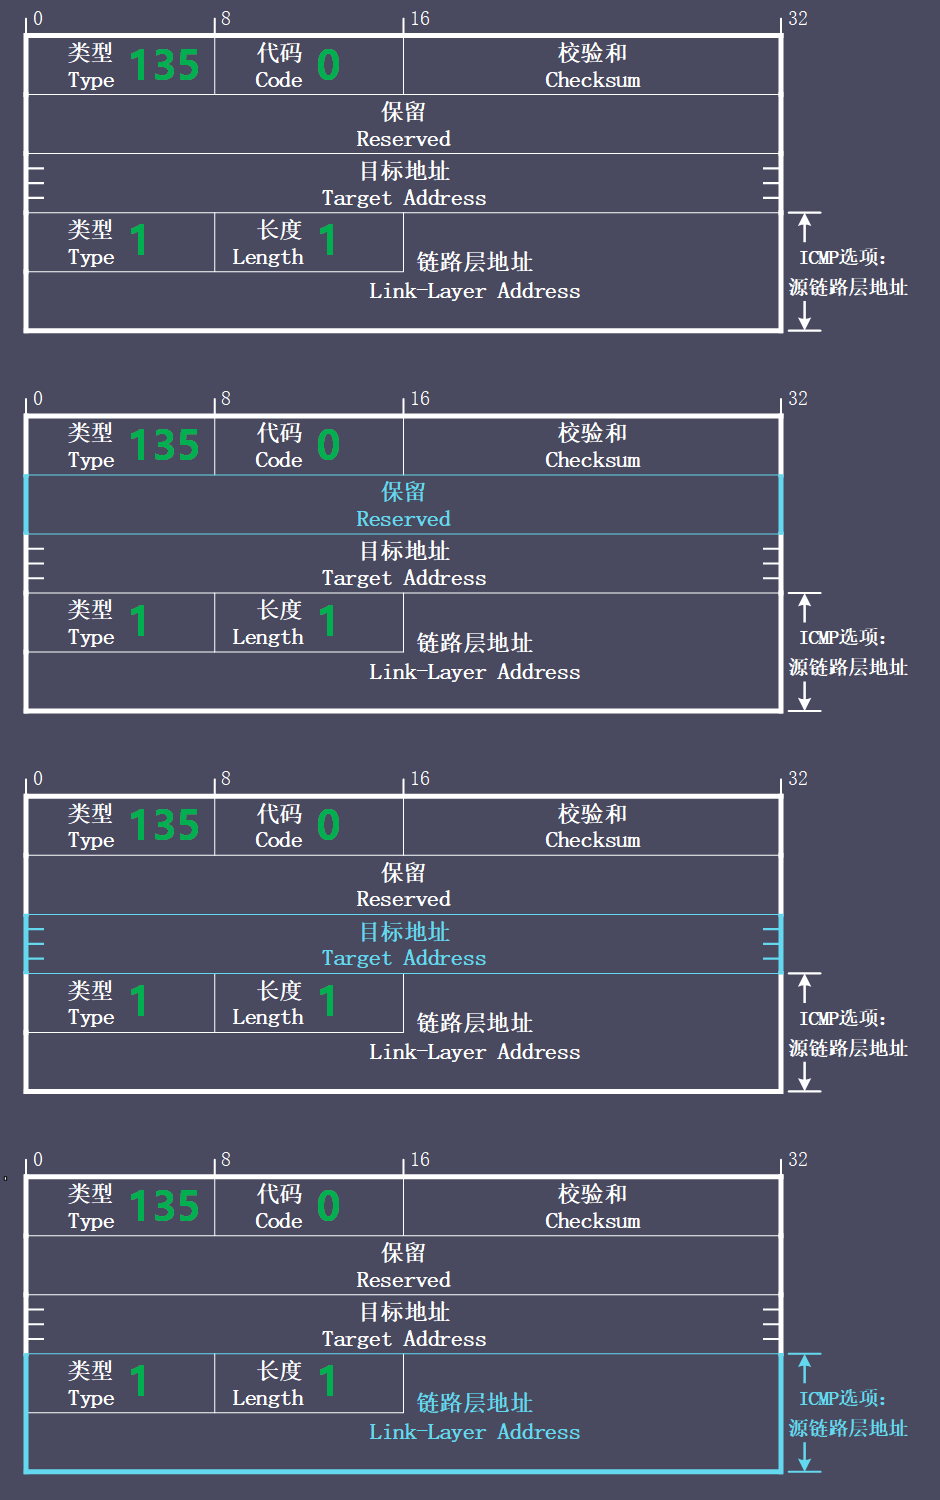 0 8 16 32
类型 135 代码 0 校验和
Type Code Checksum
保留
Reserved
目标地址
Target Address
类型 1 长度 1
Type Length
链路层地址
Link-Layer Address
ICMP选项:
源链路层地址
0 8 16 32
类型 135 代码 0 校验和
Type Code Checksum
保留
Reserved
目标地址
Target Address
类型 1 长度 1
Type Length
链路层地址
Link-Layer Address
ICMP选项:
源链路层地址
0 8 16 32
类型 135 代码 0 校验和
Type Code Checksum
保留
Reserved
目标地址
Target Address
类型 1 长度 1
Type Length
链路层地址
Link-Layer Address
ICMP选项:
源链路层地址
0 8 16 32
类型 135 代码 0 校验和
Type Code Checksum
保留
Reserved
目标地址
Target Address
类型 1 长度 1
Type Length
链路层地址
Link-Layer Address
ICMP选项:
源链路层地址